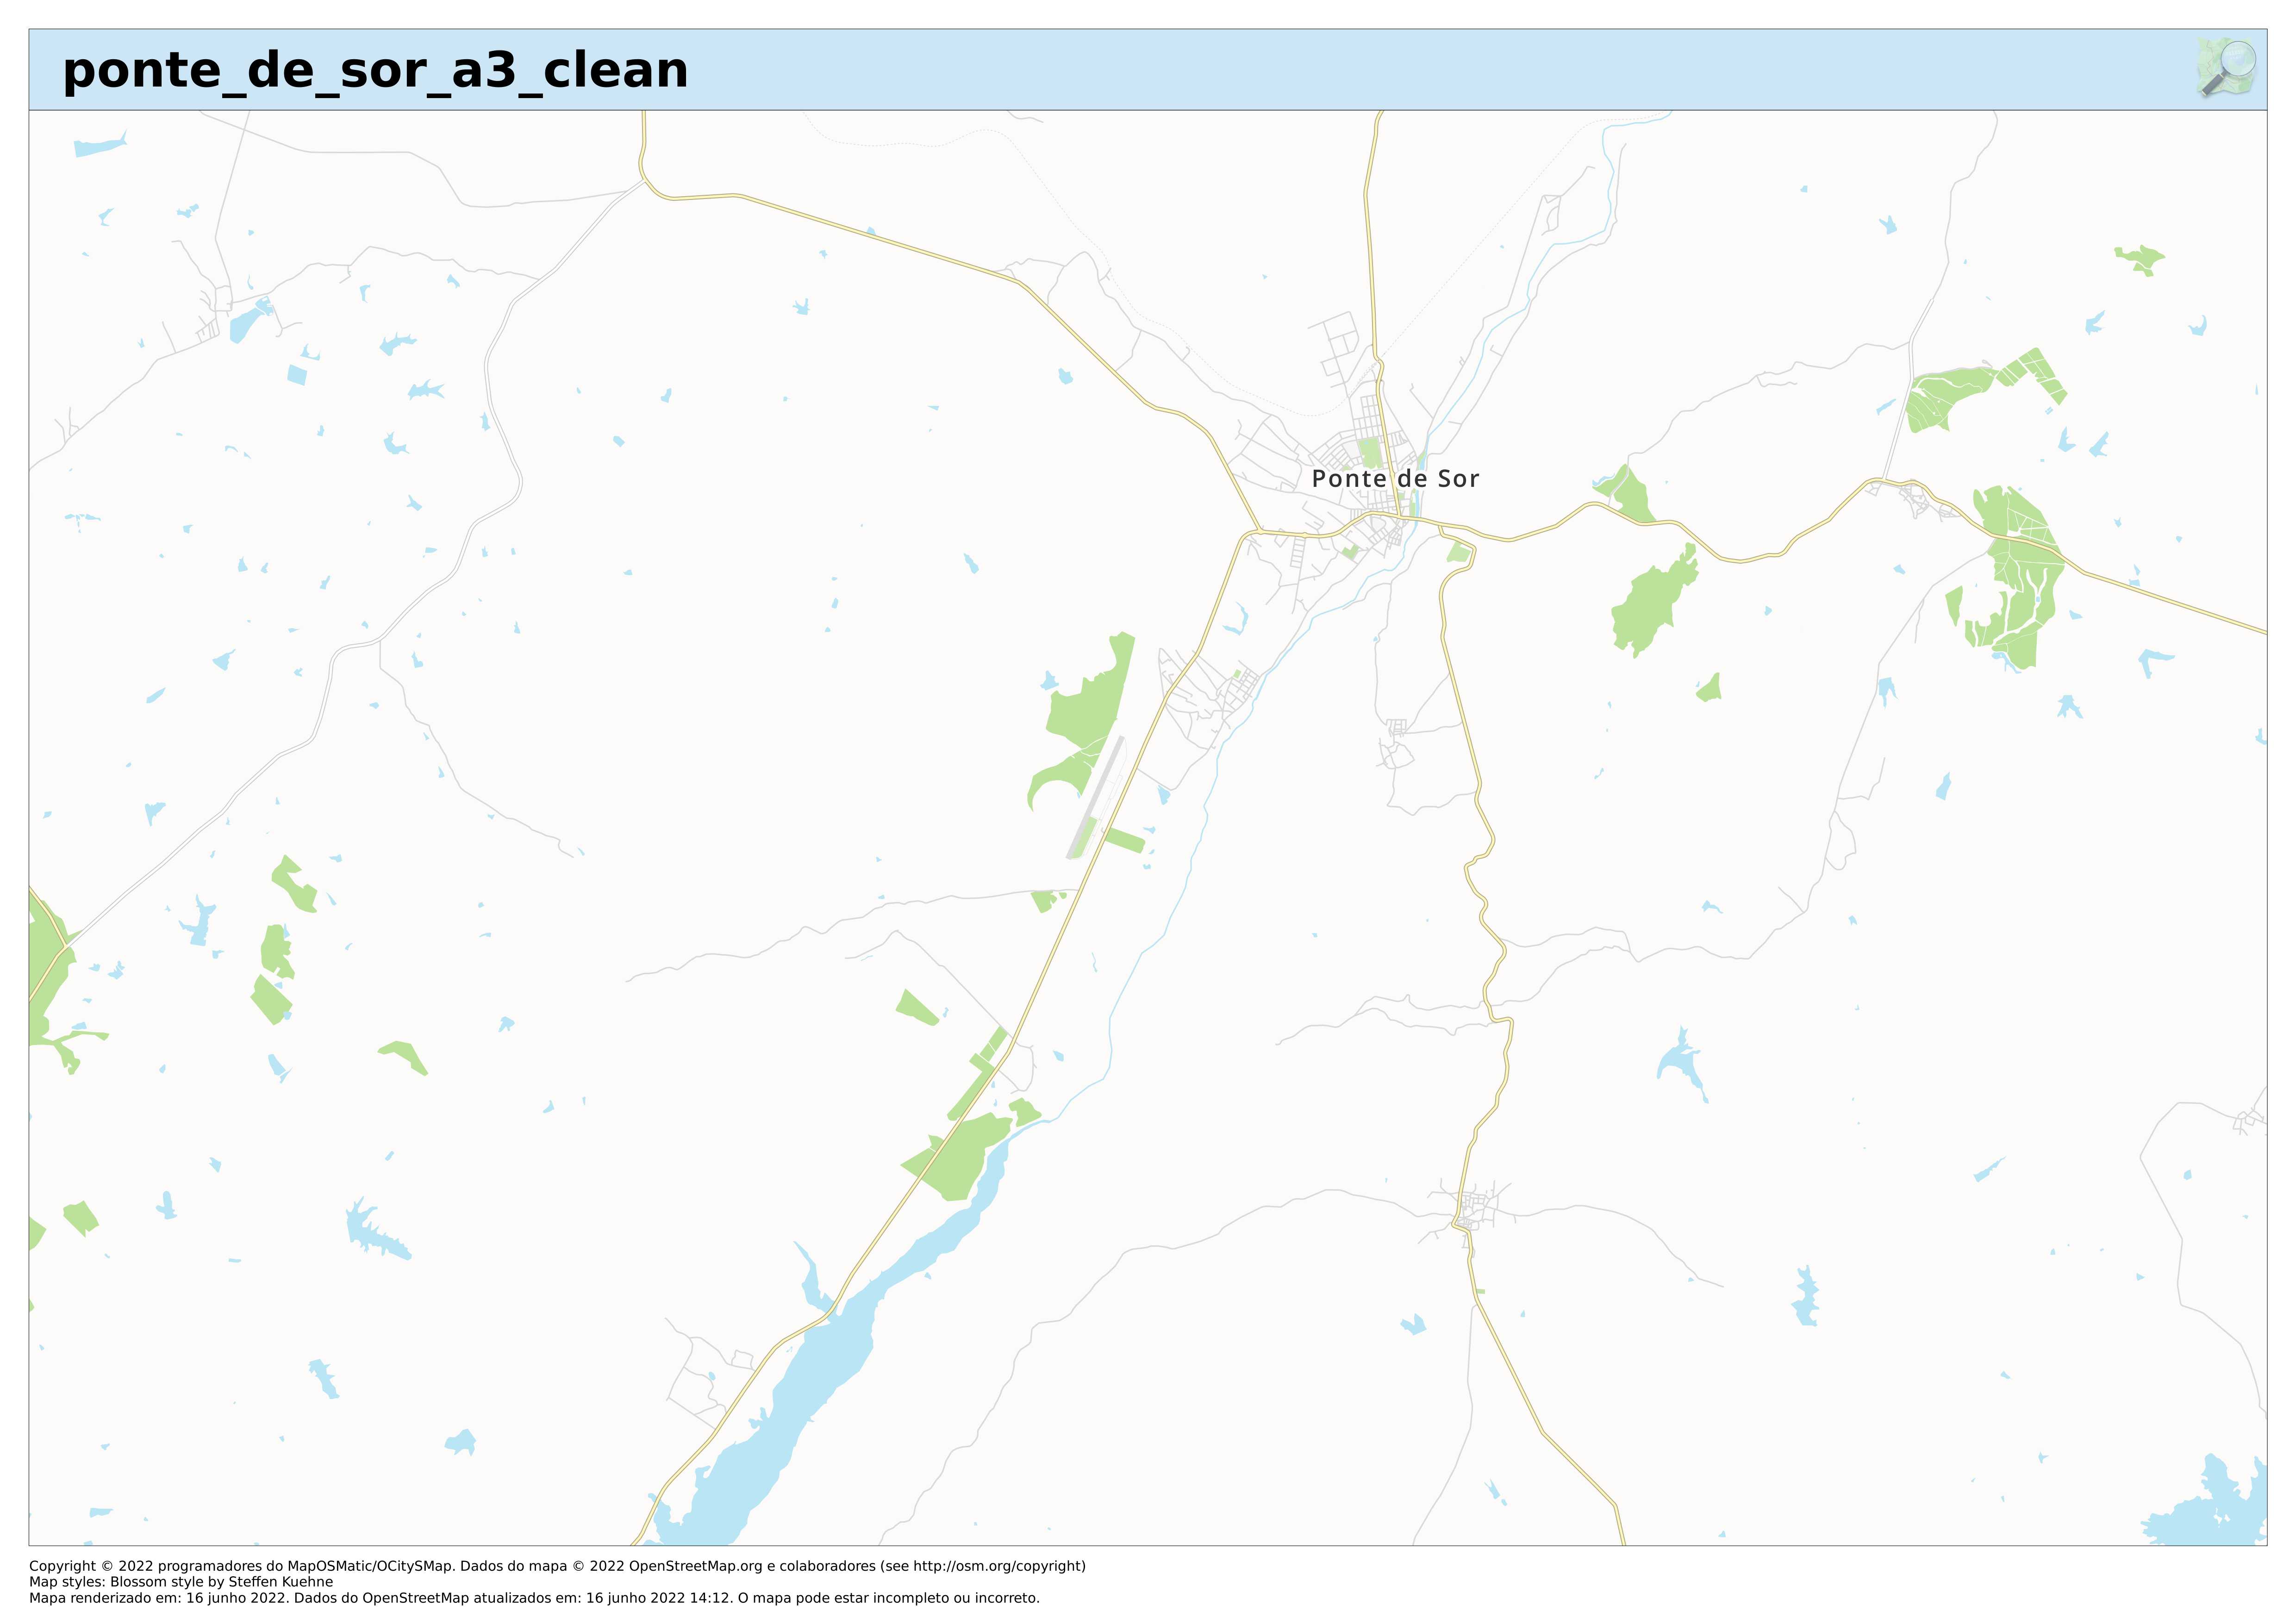 ponte_de_sor_a3_clean
Ponte de Sor
Copyright © 2022 programadores do MapOSMatic/OCitySMap. Dados do mapa © 2022 OpenStreetMap.org e colaboradores (see http://osm.org/copyright)
Map styles: Blossom style by Steffen Kuehne
Mapa renderizado em: 16 junho 2022. Dados do OpenStreetMap atualizados em: 16 junho 2022 14:12. O mapa pode estar incompleto ou incorreto.